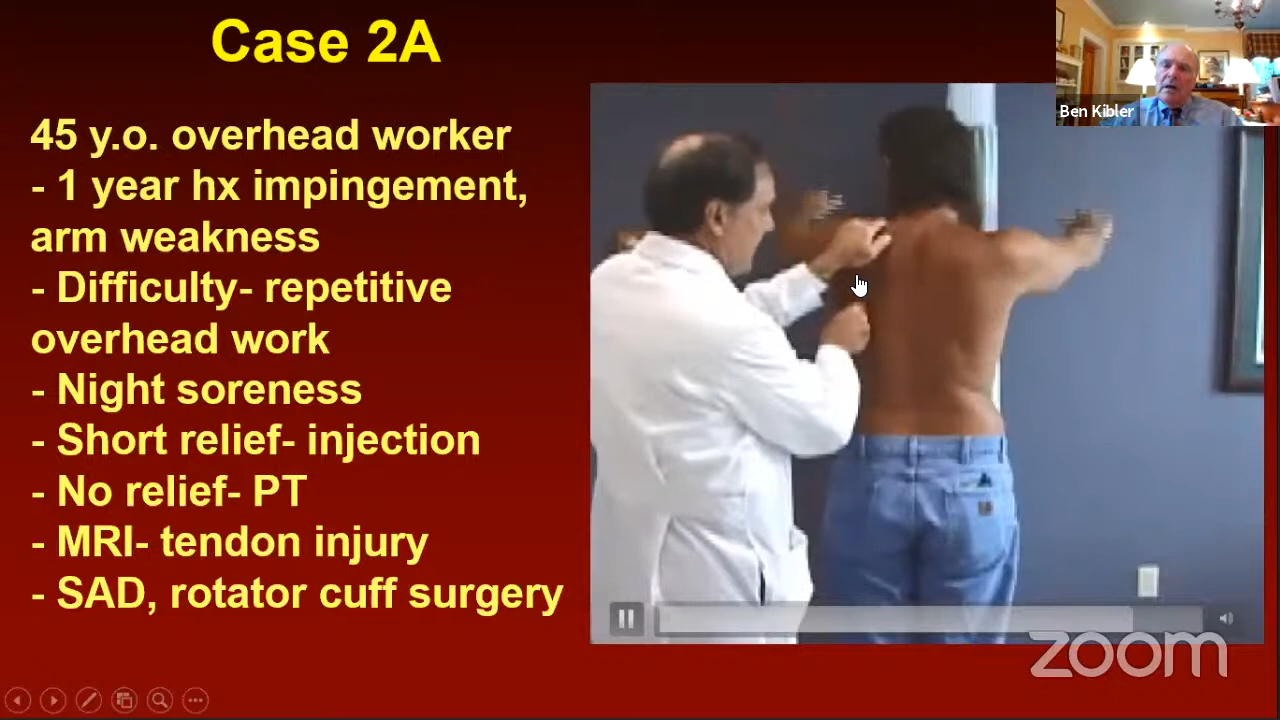 Case 2A
Ben Kibler
45 y.o. overhead worker
- 1 year hx impingement,
arm weakness
- Difficulty- repetitive
overhead work
- Night soreness
- Short relief- injection
- No relief- PT
- MRI- tendon injury
- SAD, rotator cuff surgery
zoom